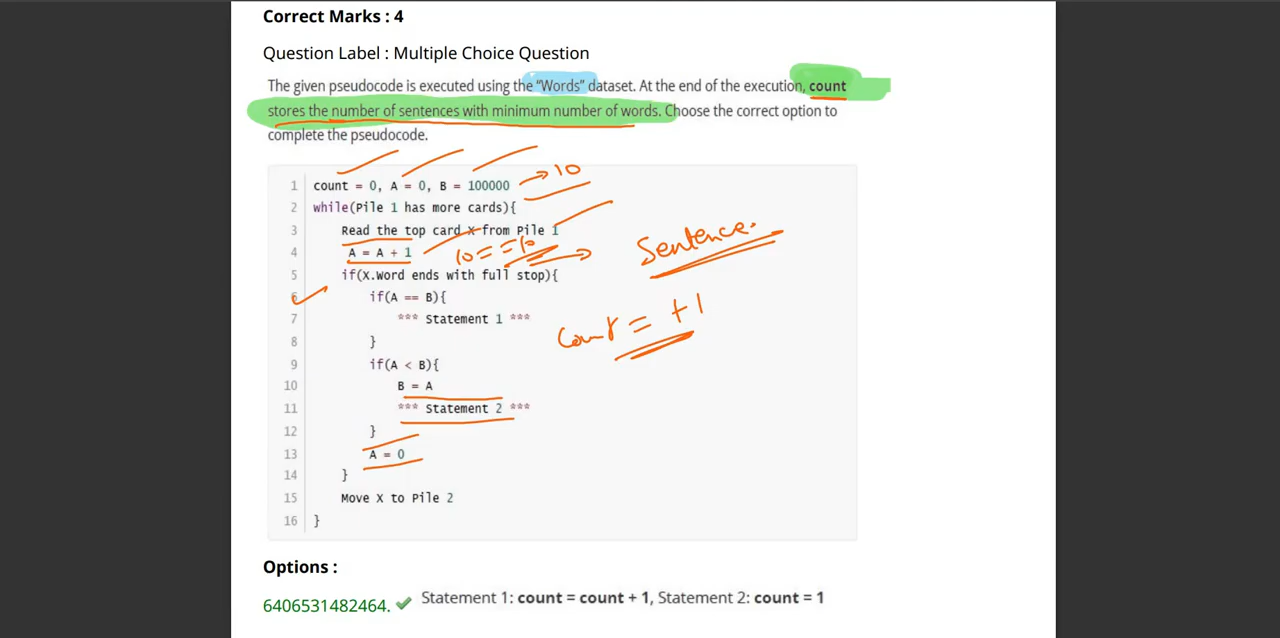 Correct Marks : 4
Question Label : Multiple Choice Question
The given pseudocode is executed using the “Words” dataset. At the end of the execution, count
stores the number of sentences with minimum number of words. Choose the correct option to
complete the pseudocode.
1 count = 0, A = 0, B = 100000 → 10
2 while(Pile 1 has more cards){
3 Read the top card X from Pile 1
4 A = A + 1 10 == 10 → Sentence.
5 if(X.Word ends with full stop){
6 if(A == B){
7 *** Statement 1 *** count = +1
8 }
9 if(A < B){
10 B = A
11 *** Statement 2 ***
12 }
13 A = 0
14 }
15 Move X to Pile 2
16 }
Options :
6406531482464. ✔ Statement 1: count = count + 1, Statement 2: count = 1